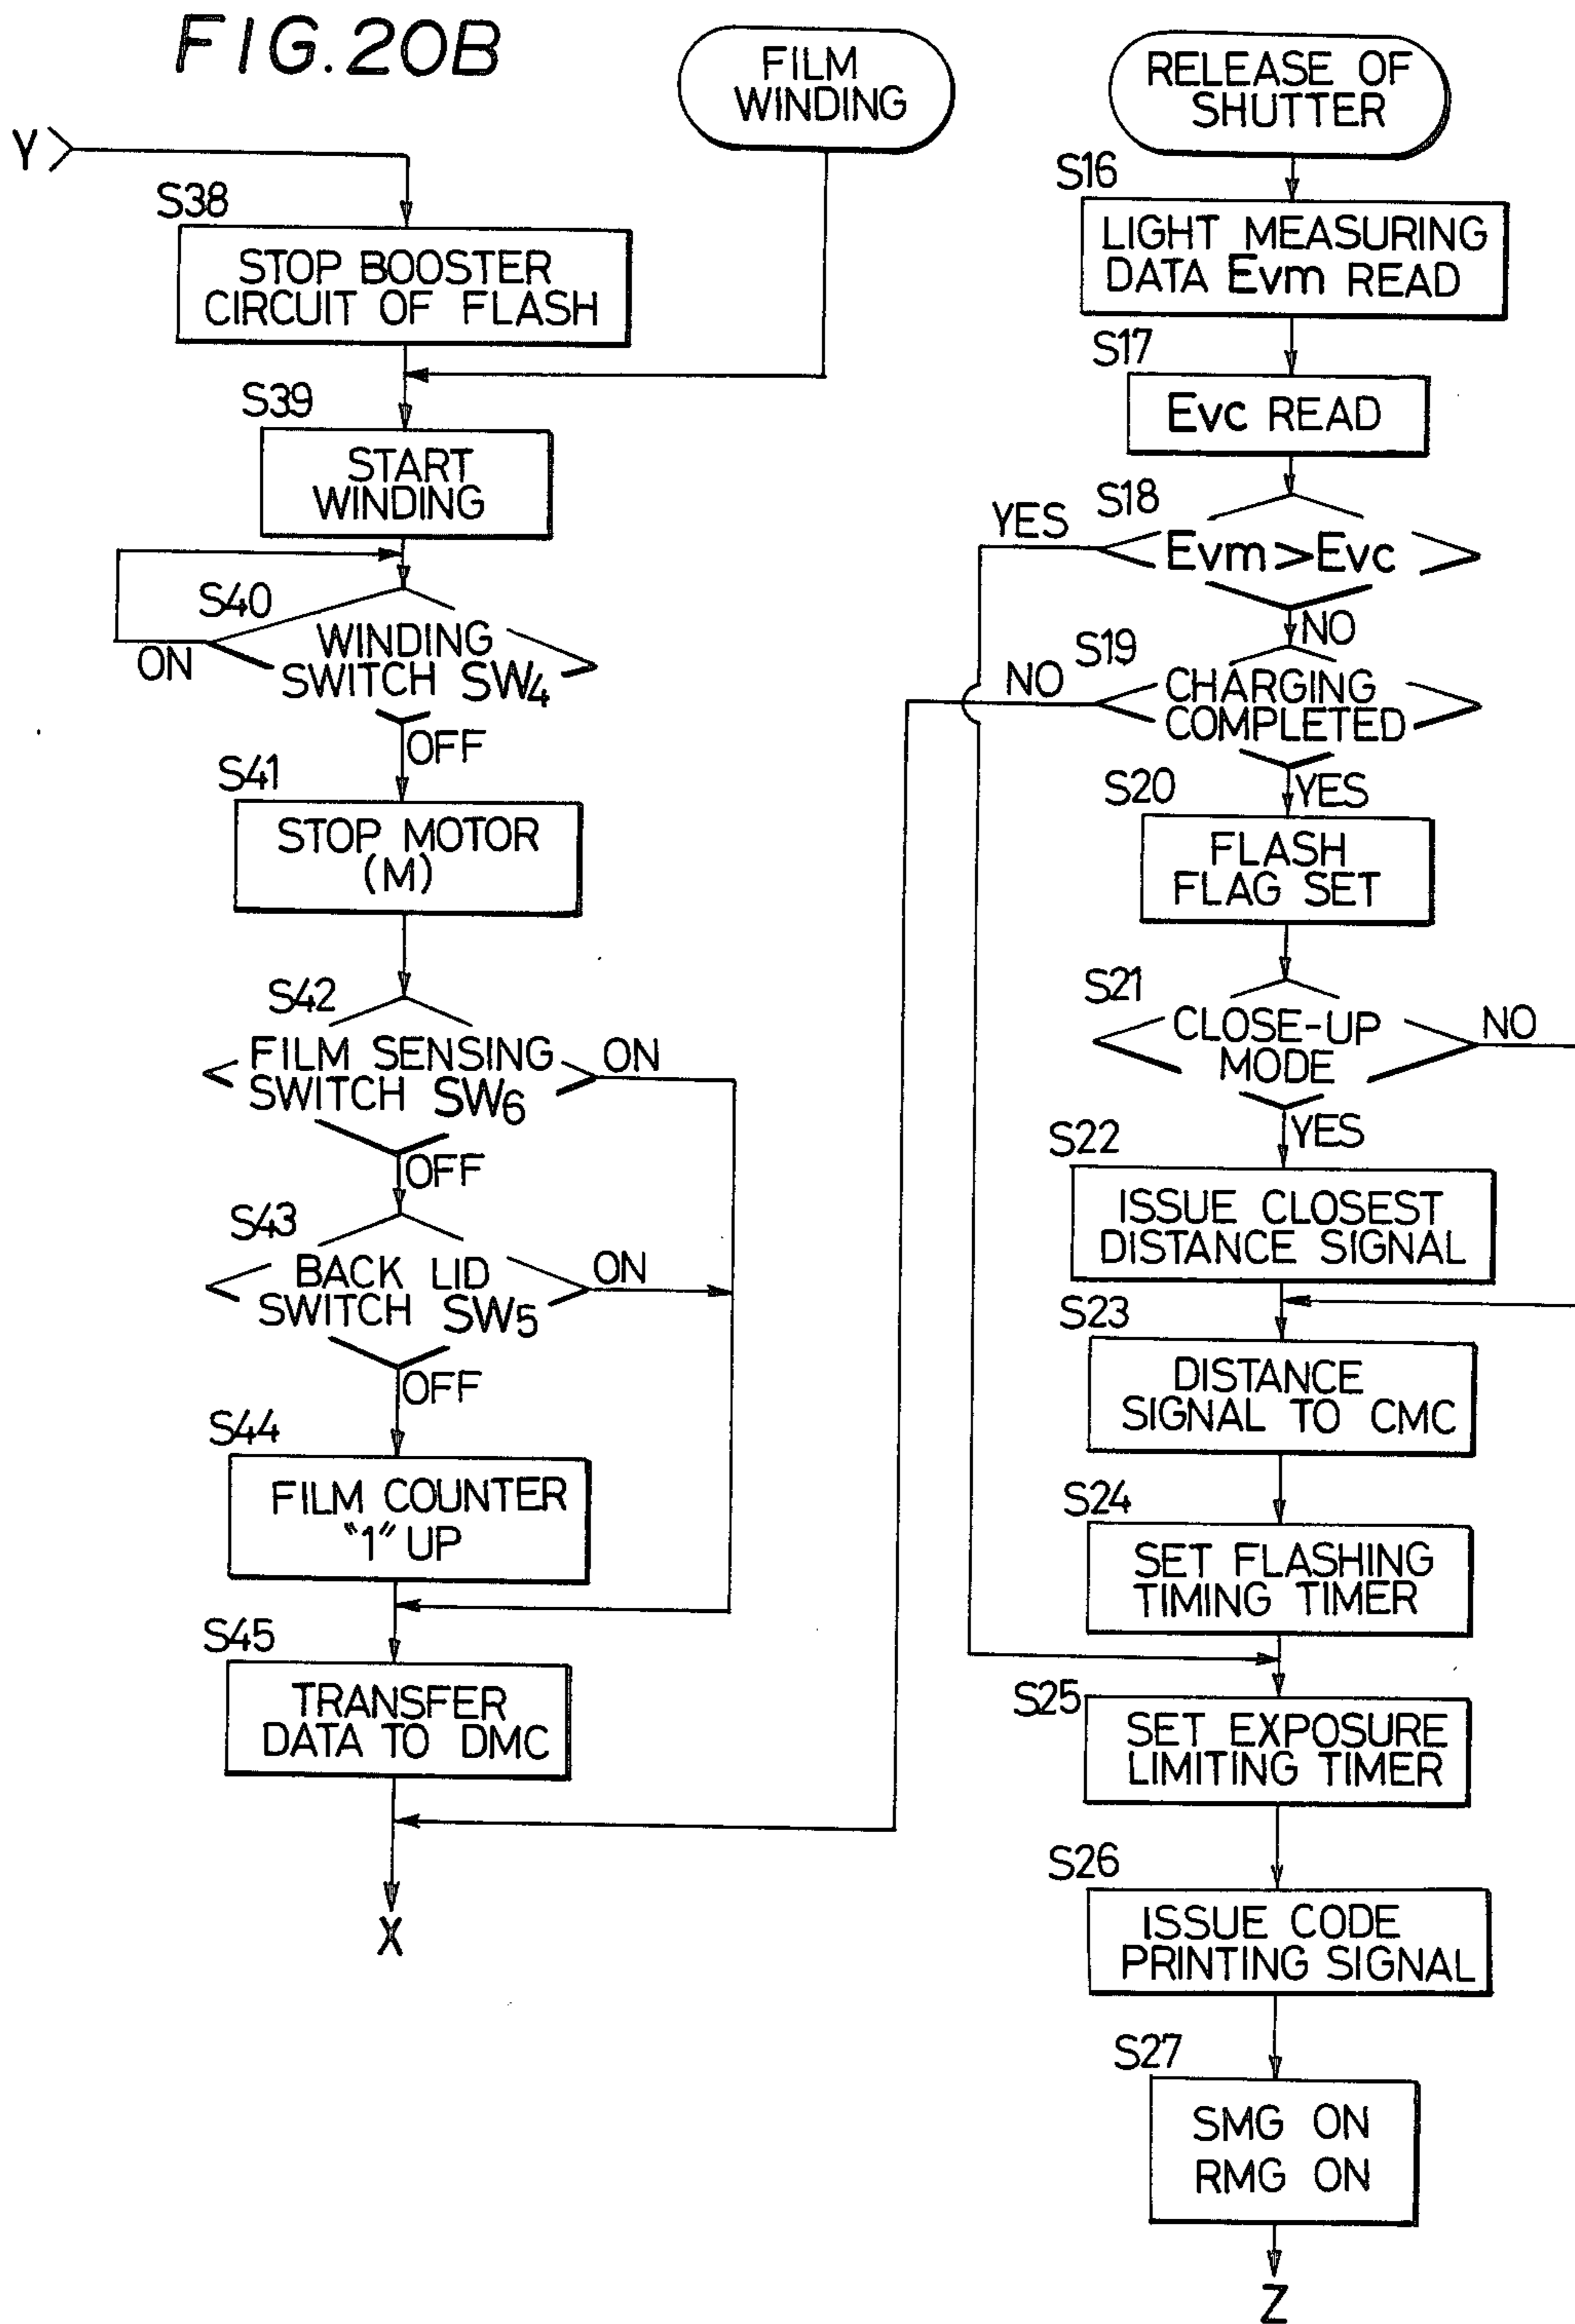 FIG.20B
Y
S38
STOP BOOSTER
CIRCUIT OF FLASH
FILM
WINDING
S39
START
WINDING
S40
WINDING
SWITCH SW4
ON
OFF
S41
STOP MOTOR
(M)
S42
FILM SENSING
SWITCH SW6
ON
OFF
S43
BACK LID
SWITCH SW5
ON
OFF
S44
FILM COUNTER
"1" UP
S45
TRANSFER
DATA TO DMC
X
RELEASE OF
SHUTTER
S16
LIGHT MEASURING
DATA Evm READ
S17
Evc READ
S18
YES
Evm>Evc
NO
S19
NO
CHARGING
COMPLETED
YES
S20
FLASH
FLAG SET
S21
CLOSE-UP
MODE
NO
YES
S22
ISSUE CLOSEST
DISTANCE SIGNAL
S23
DISTANCE
SIGNAL TO CMC
S24
SET FLASHING
TIMING TIMER
S25
SET EXPOSURE
LIMITING TIMER
S26
ISSUE CODE
PRINTING SIGNAL
S27
SMG ON
RMG ON
Z